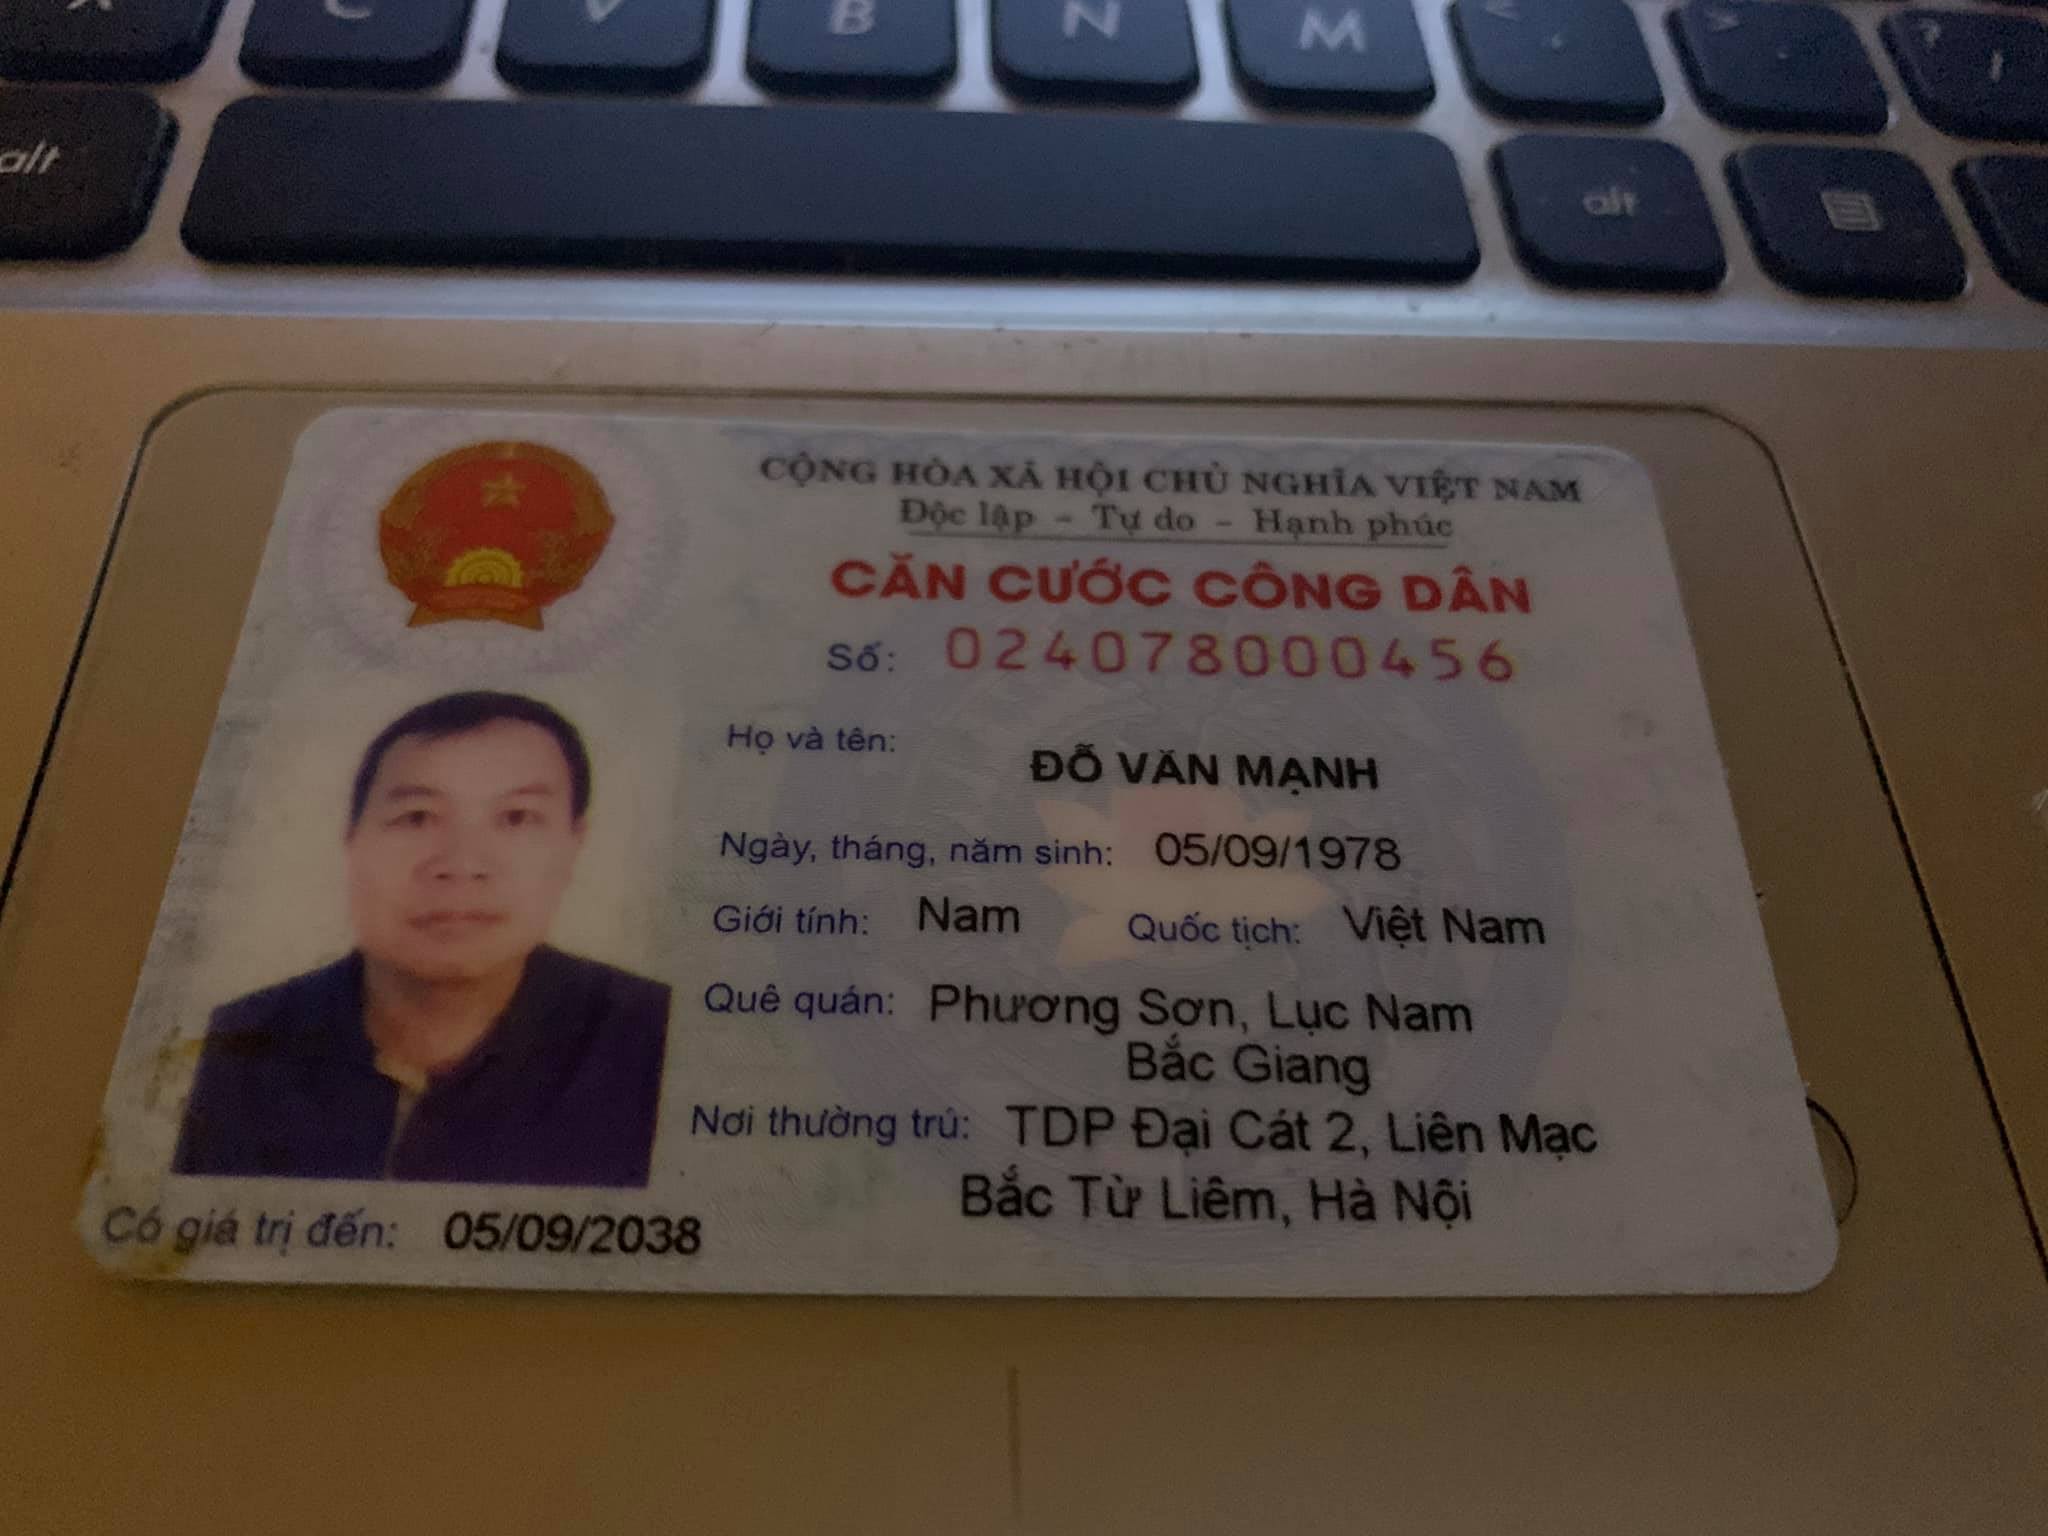 C V B N M < , > . ? /
alt alt
CỘNG HÒA XÃ HỘI CHỦ NGHĨA VIỆT NAM
Độc lập - Tự do - Hạnh phúc
CĂN CƯỚC CÔNG DÂN
Số: 024078000456
Họ và tên:
ĐỖ VĂN MẠNH
Ngày, tháng, năm sinh: 05/09/1978
Giới tính: Nam Quốc tịch: Việt Nam
Quê quán: Phương Sơn, Lục Nam
Bắc Giang
Nơi thường trú: TDP Đại Cát 2, Liên Mạc
Bắc Từ Liêm, Hà Nội
Có giá trị đến: 05/09/2038